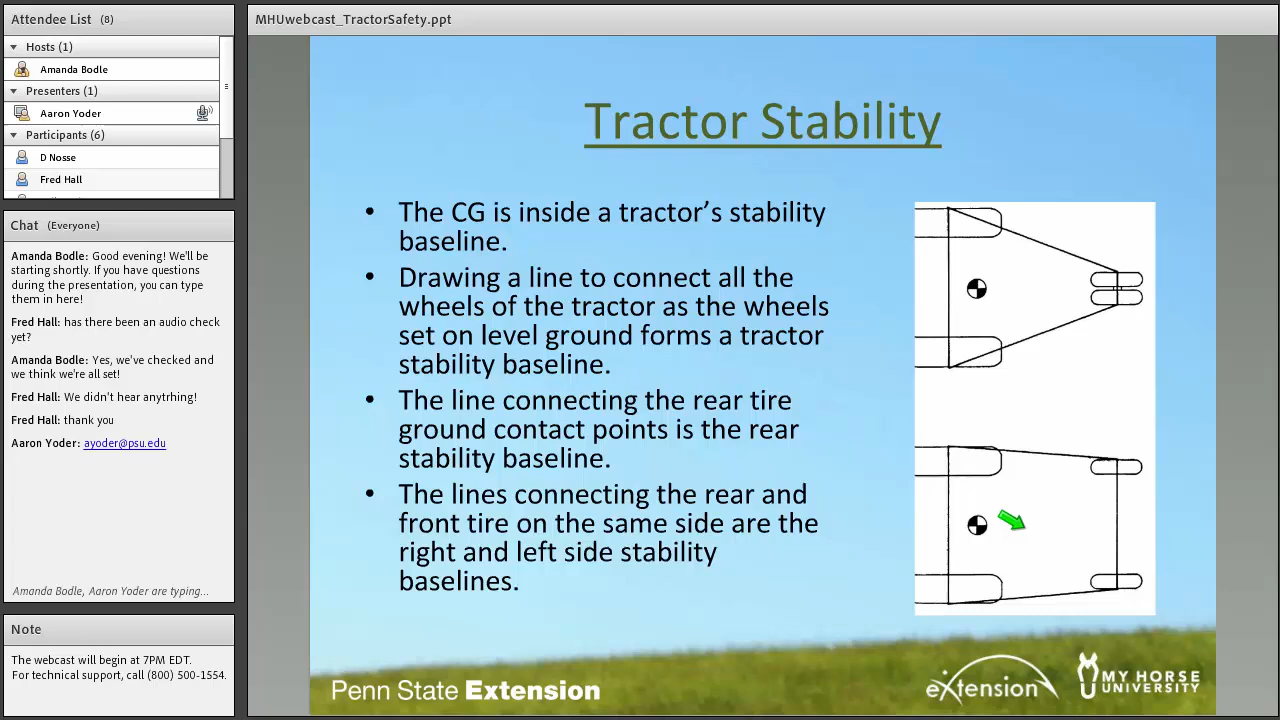 Attendee List (8)
Hosts (1)
Amanda Bodle
Presenters (1)
Aaron Yoder
Participants (6)
D Nosse
Fred Hall
Chat (Everyone)
Amanda Bodle: Good evening! We'll be
starting shortly. If you have questions
during the presentation, you can type
them in here!
Fred Hall: has there been an audio check
yet?
Amanda Bodle: Yes, we've checked and
we think we're all set!
Fred Hall: We didn't hear anytrhing!
Fred Hall: thank you
Aaron Yoder: ayoder@psu.edu
Amanda Bodle, Aaron Yoder are typing...
Note
The webcast will begin at 7PM EDT.
For technical support, call (800) 500-1554.
MHUwebcast_TractorSafety.ppt
Tractor Stability
• The CG is inside a tractor’s stability
baseline.
• Drawing a line to connect all the
wheels of the tractor as the wheels
set on level ground forms a tractor
stability baseline.
• The line connecting the rear tire
ground contact points is the rear
stability baseline.
• The lines connecting the rear and
front tire on the same side are the
right and left side stability
baselines.
Penn State Extension
eXtension
MY HORSE
UNIVERSITY